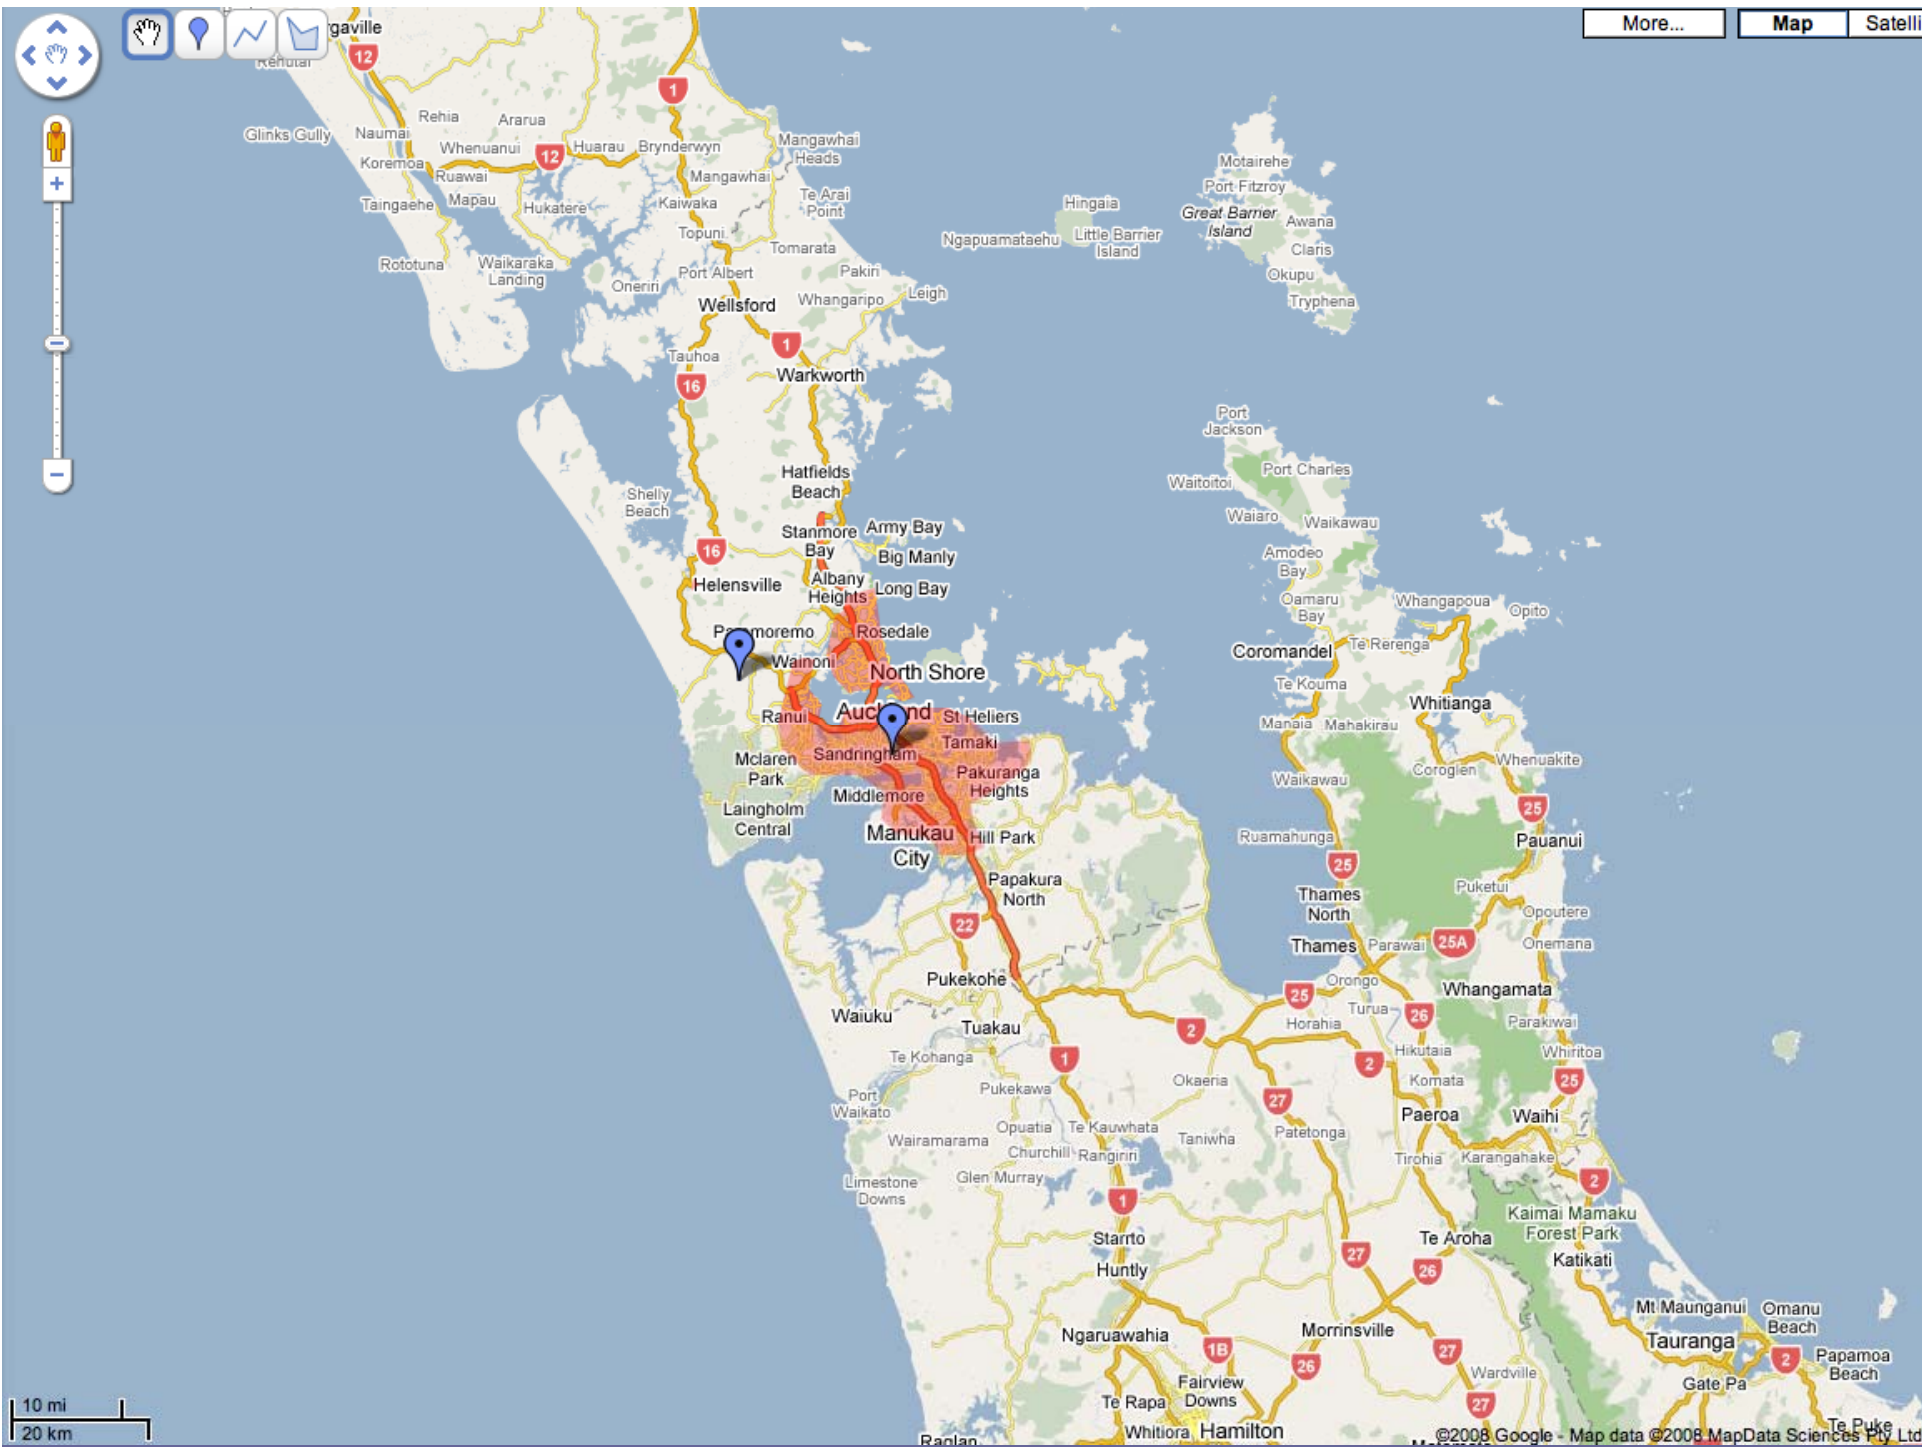 rgaville
More...
Map
Satelli
12
Rehutai
1
Rehia
Ararua
Glinks Gully
Naumai
Whenuanui
12
Huarau
Brynderwyn
Mangawhai
Heads
Koremoa
Ruawai
Mangawhai
Motairehe
Port Fitzroy
Taingaehe
Mapau
Hukatere
Kaiwaka
Te Arai
Point
Hingaia
Great Barrier
Island
Awana
Topuni
Ngapuamataehu
Little Barrier
Island
Claris
Tomarata
Rototuna
Waikaraka
Landing
Port Albert
Pakiri
Okupu
Oneriri
Wellsford
Whangaripo
Leigh
Tryphena
1
Tauhoa
16
Warkworth
Port
Jackson
Hatfields
Beach
Port Charles
Waitoitoi
Shelly
Beach
Waiaro
Waikawau
Stanmore
Bay
Army Bay
16
Big Manly
Amodeo
Bay
Helensville
Albany
Heights
Long Bay
Oamaru
Bay
Whangapoua
Opito
Paremoremo
Rosedale
Coromandel
Te Rerenga
Wainoni
North Shore
Te Kouma
Whitianga
Ranui
Auckland
St Heliers
Manaia
Mahakirau
Sandringham
Tamaki
Mclaren
Park
Pakuranga
Heights
Waikawau
Coroglen
Whenuakite
Middlemore
Laingholm
Central
25
Manukau
City
Hill Park
Ruamahunga
Pauanui
25
Papakura
North
Thames
North
Puketui
22
Opoutere
Thames
Parawai
25A
Onemana
Pukekohe
Orongo
Whangamata
25
Waiuku
Turua
26
Tuakau
2
Horahia
Parakiwai
Te Kohanga
1
2
Hikutaia
Whiritoa
Pukekawa
Okaeria
Komata
25
Port
Waikato
27
Paeroa
Waihi
Opuatia
Te Kauwhata
Wairamarama
Taniwha
Patetonga
Churchill
Rangiriri
Tirohia
Karangahake
Glen Murray
2
Limestone
Downs
1
Kaimai Mamaku
Forest Park
Starrto
Te Aroha
27
Katikati
Huntly
26
Mt Maunganui
Omanu
Beach
Ngaruawahia
Morrinsville
Tauranga
1B
26
27
2
Papamoa
Beach
Wardville
Fairview
Downs
Gate Pa
10 mi
Te Rapa
27
20 km
Whitiora
Hamilton
Te Puke
Raglan
©2008 Google - Map data ©2008 MapData Sciences Pty Ltd